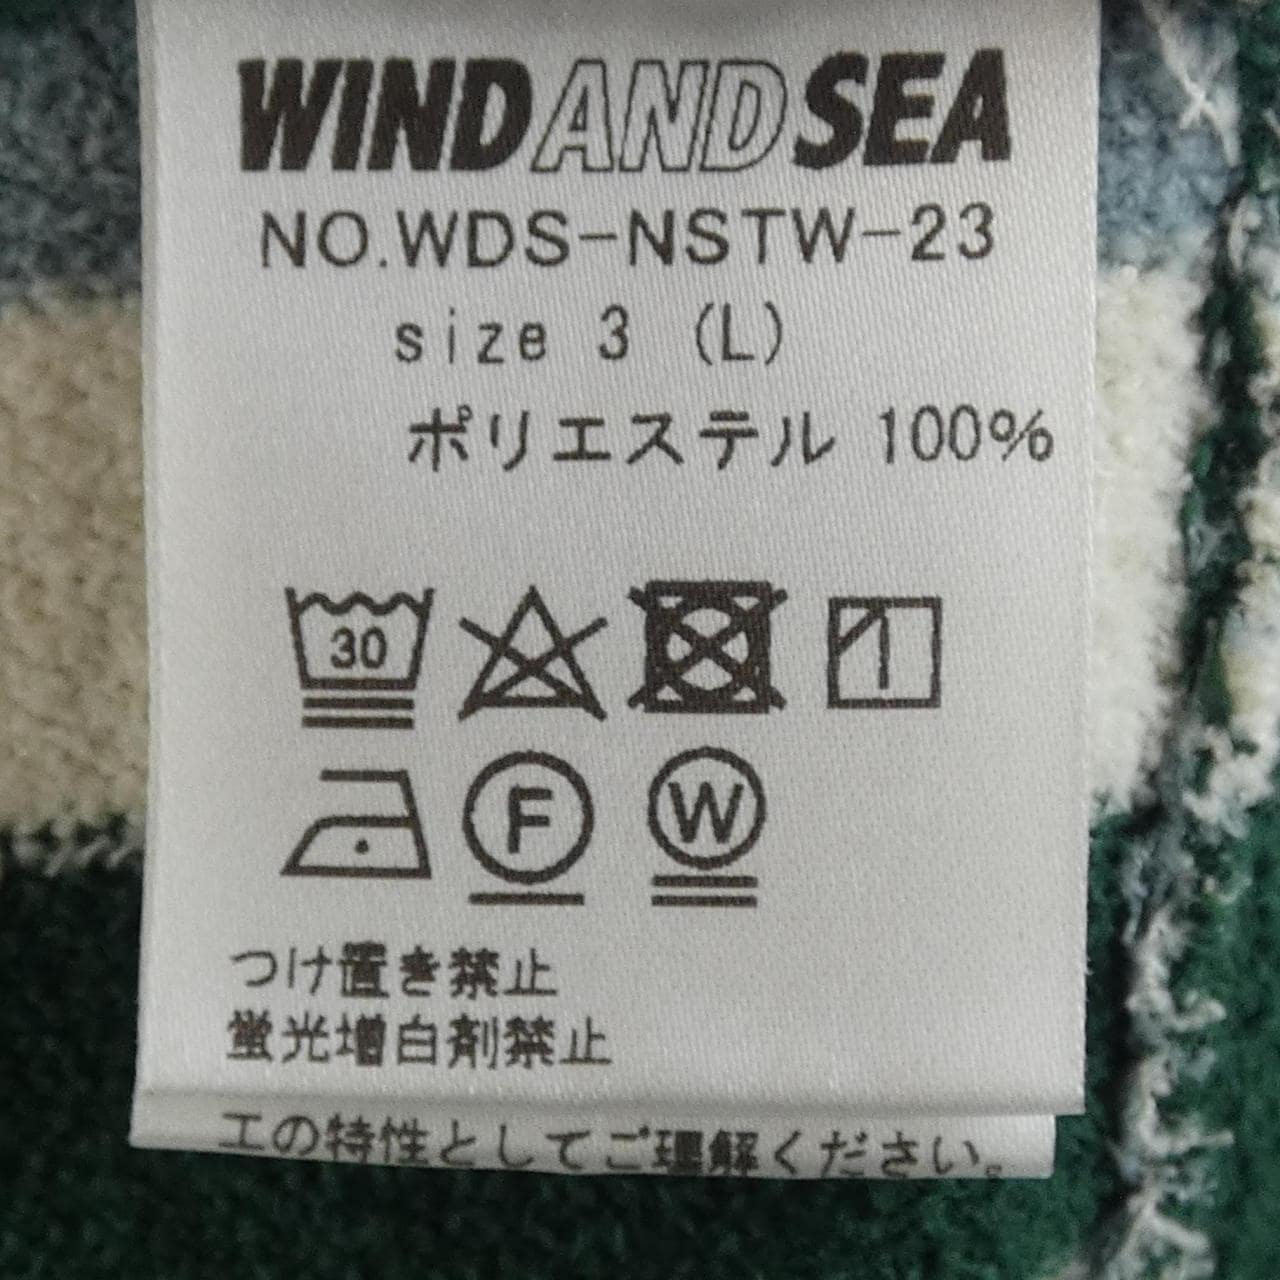 WINDANDSEA
NO.WDS-NSTW-23
size 3 (L)
ポリエステル 100%
30
F
W
つけ置き禁止
蛍光増白剤禁止
工の特性としてご理解ください。